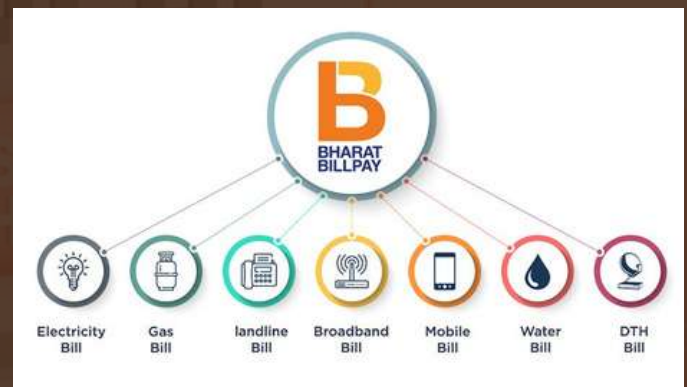 BHARAT
BILLPAY
Electricity
Bill
Gas
Bill
landline
Bill
Broadband
Bill
Mobile
Bill
Water
Bill
DTH
Bill